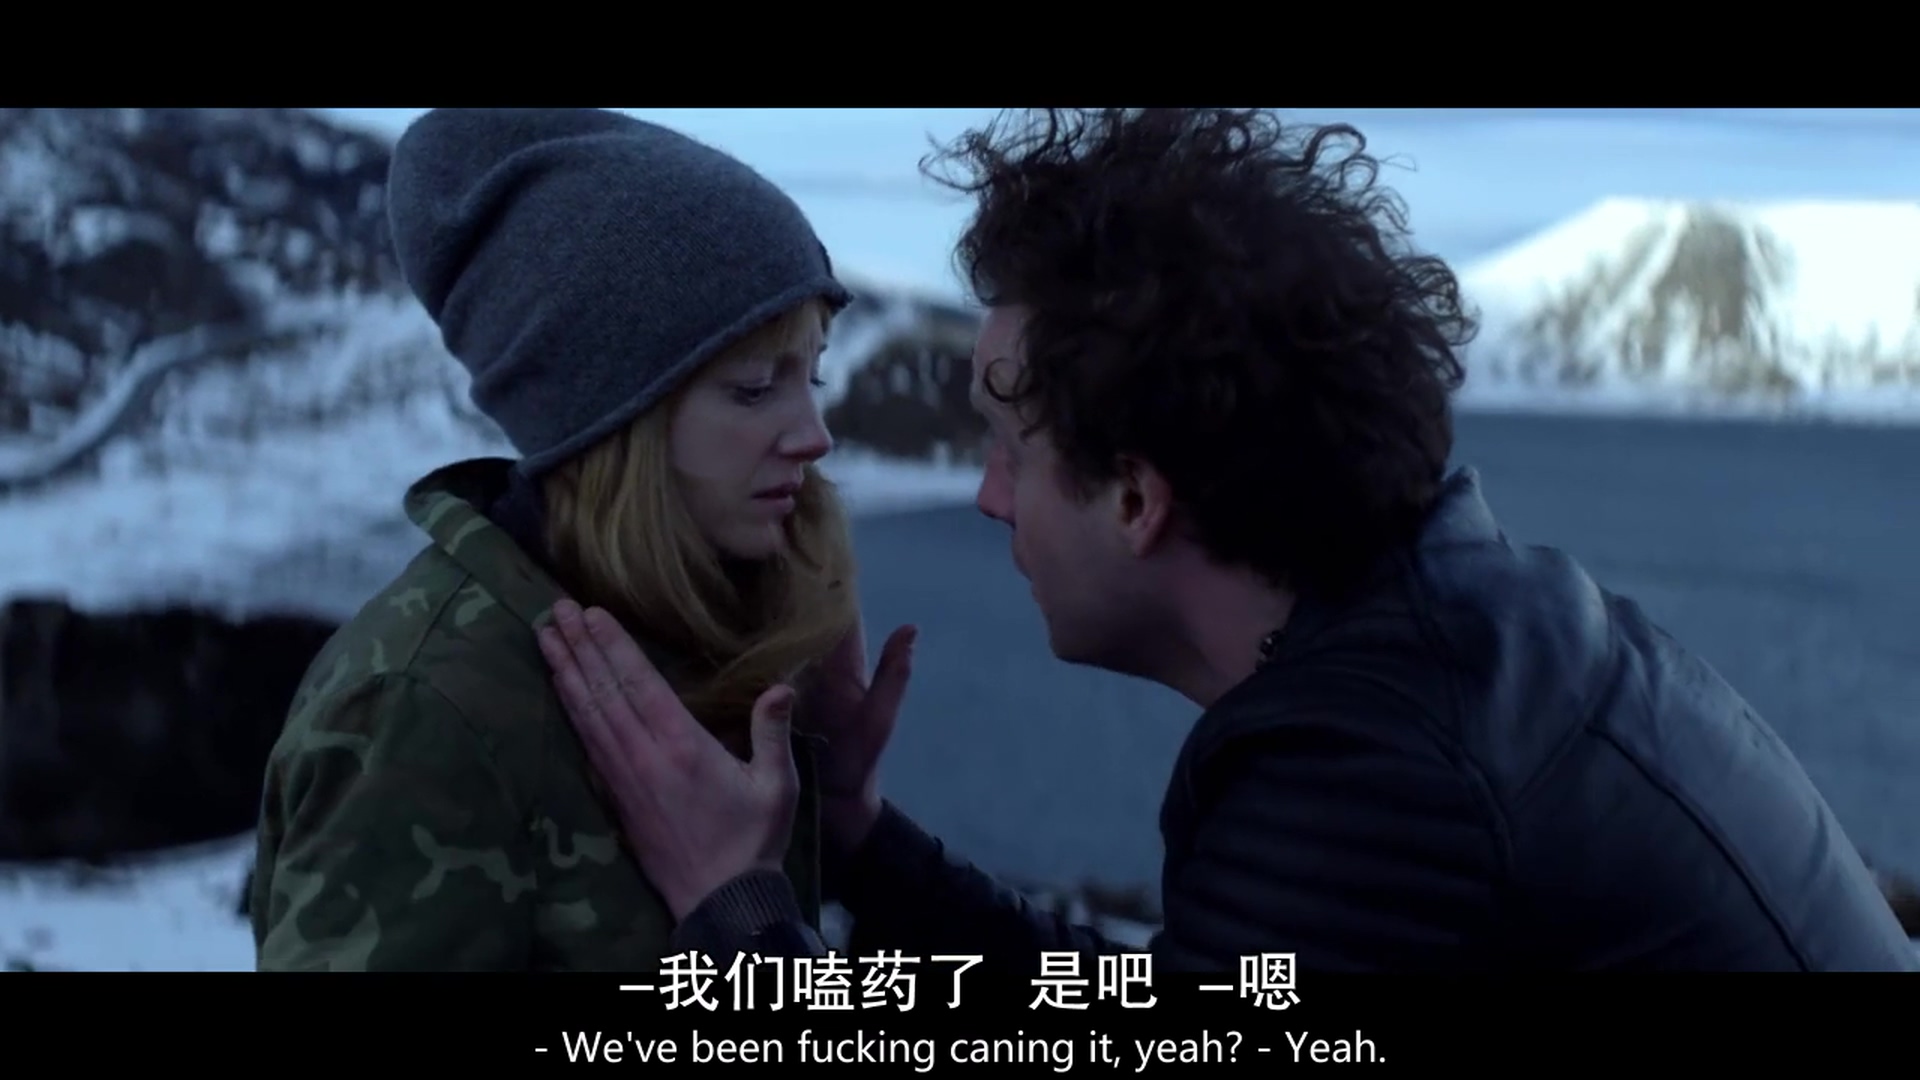 –我们嗑药了 是吧 –嗯
- We've been fucking caning it, yeah? - Yeah.